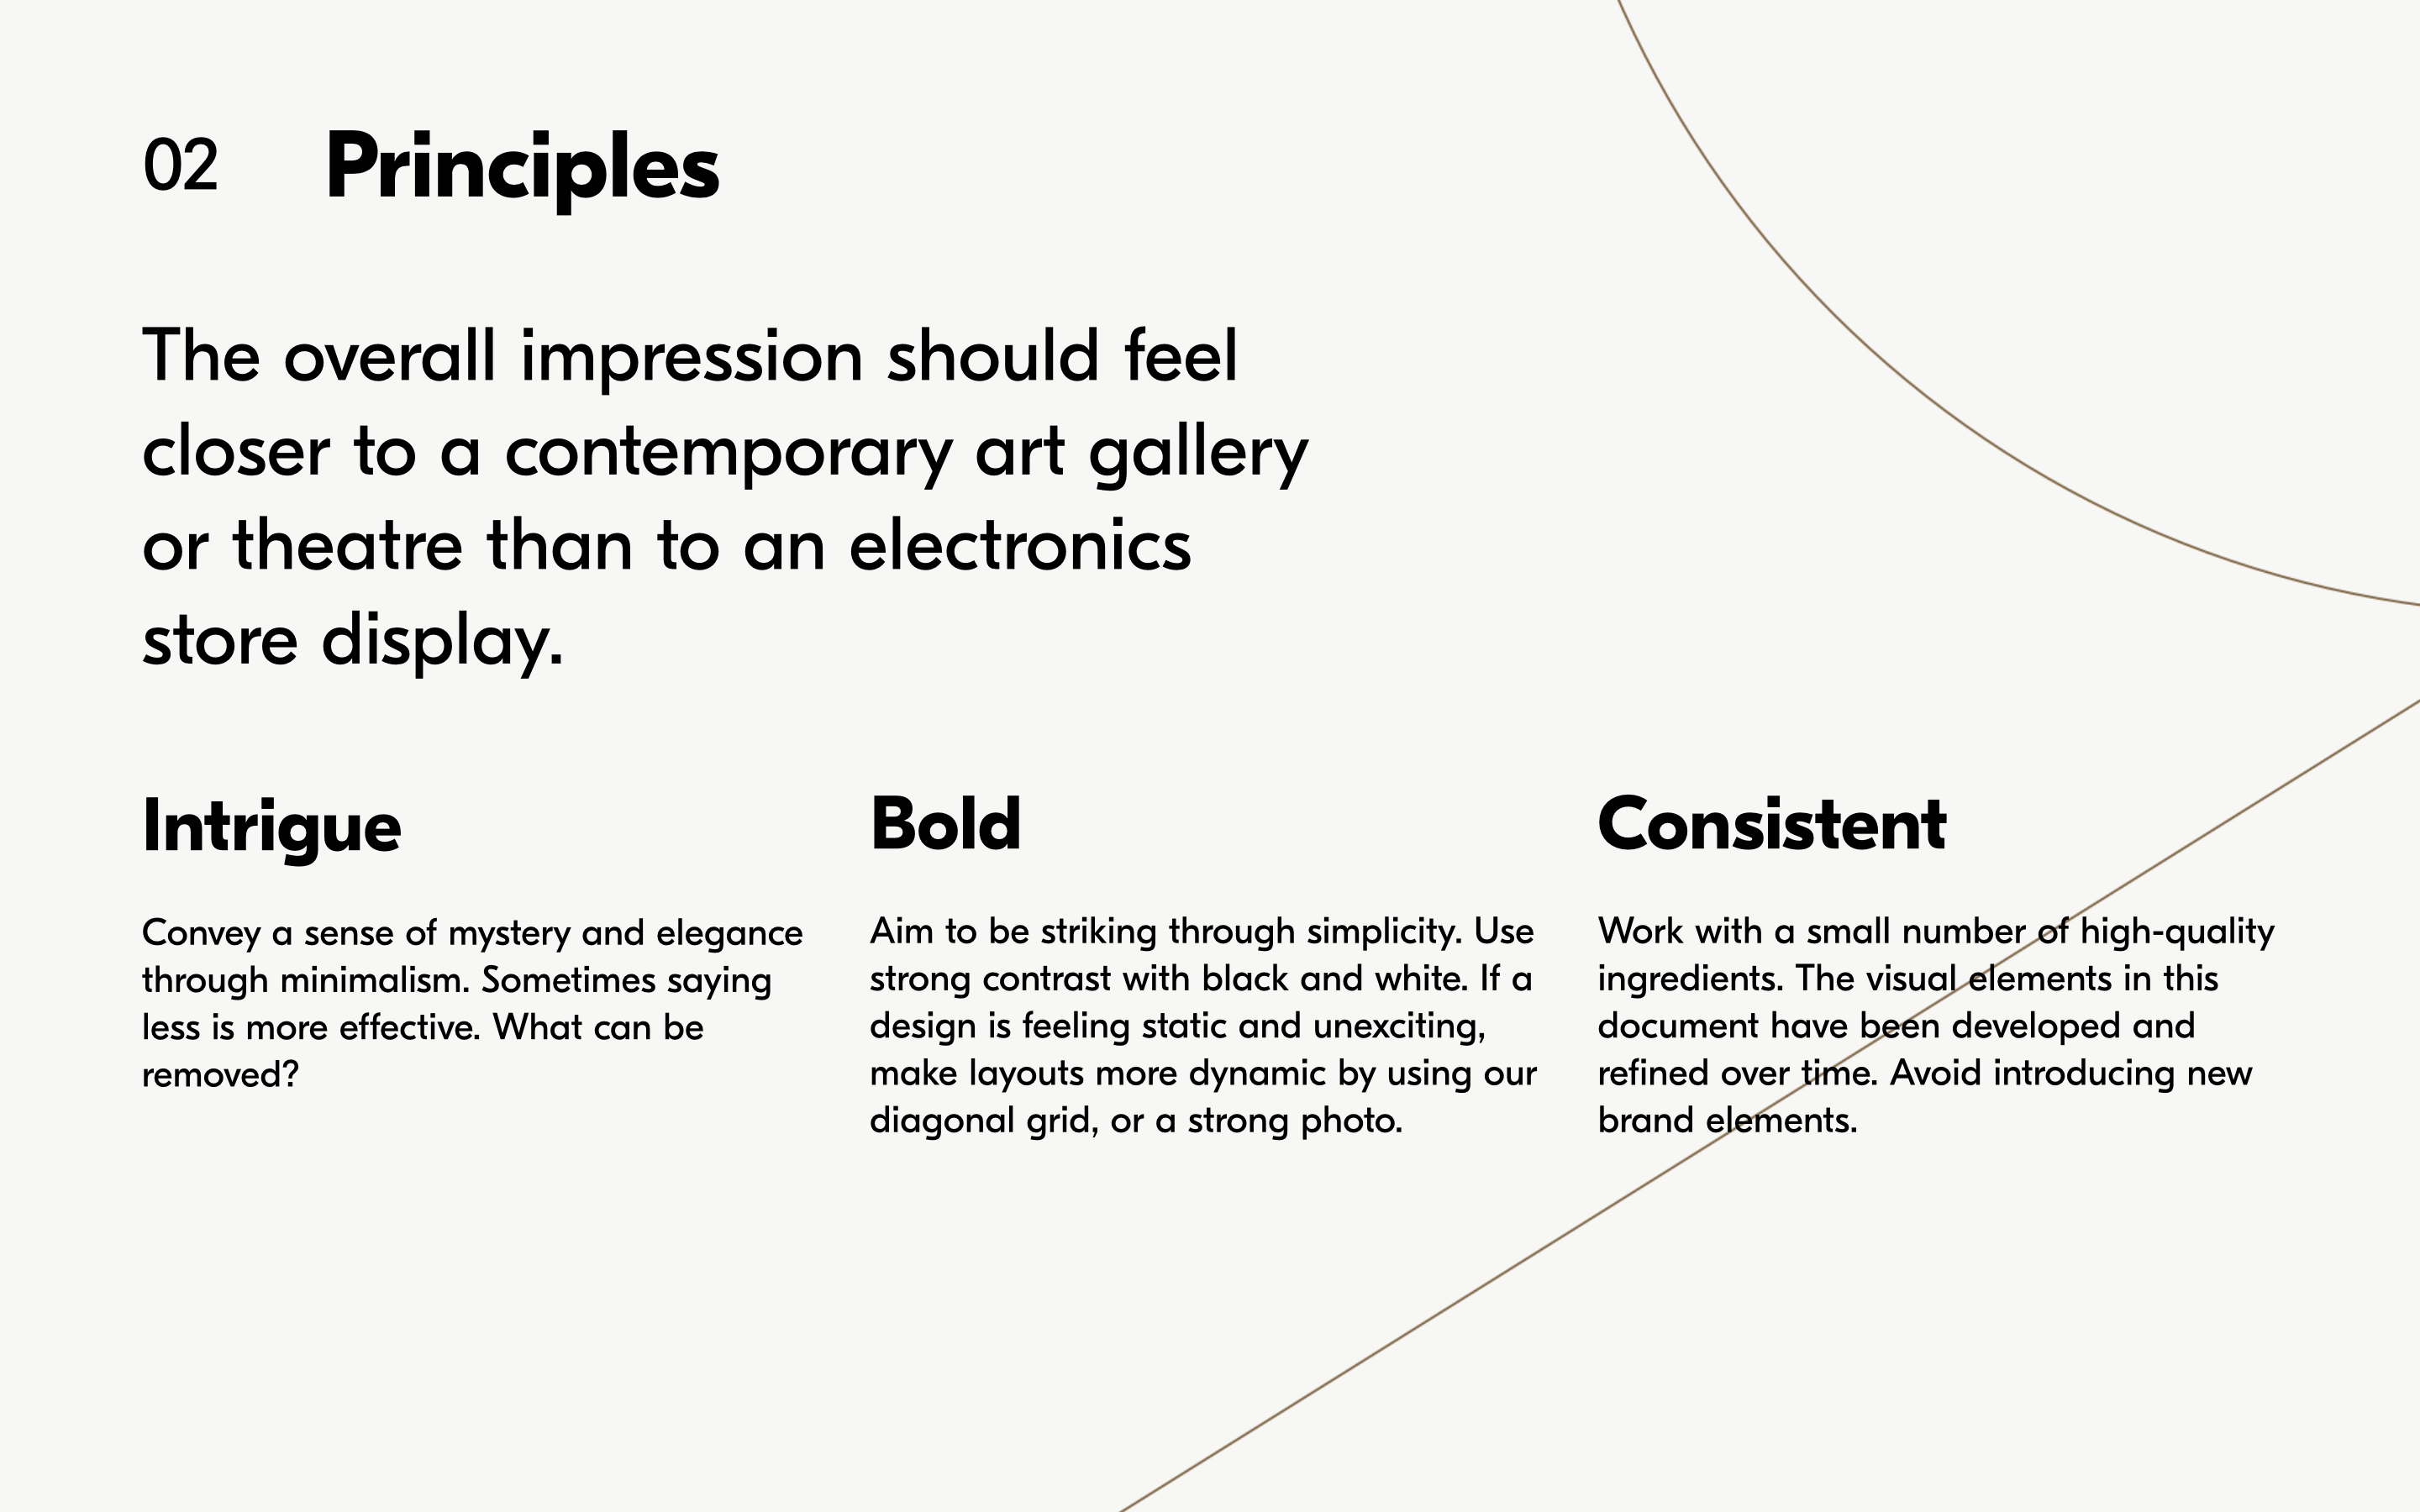 02 Principles
The overall impression should feel
closer to a contemporary art gallery
or theatre than to an electronics
store display.
Intrigue
Convey a sense of mystery and elegance
through minimalism. Sometimes saying
less is more effective. What can be
removed?
Bold
Aim to be striking through simplicity. Use
strong contrast with black and white. If a
design is feeling static and unexciting,
make layouts more dynamic by using our
diagonal grid, or a strong photo.
Consistent
Work with a small number of high-quality
ingredients. The visual elements in this
document have been developed and
refined over time. Avoid introducing new
brand elements.